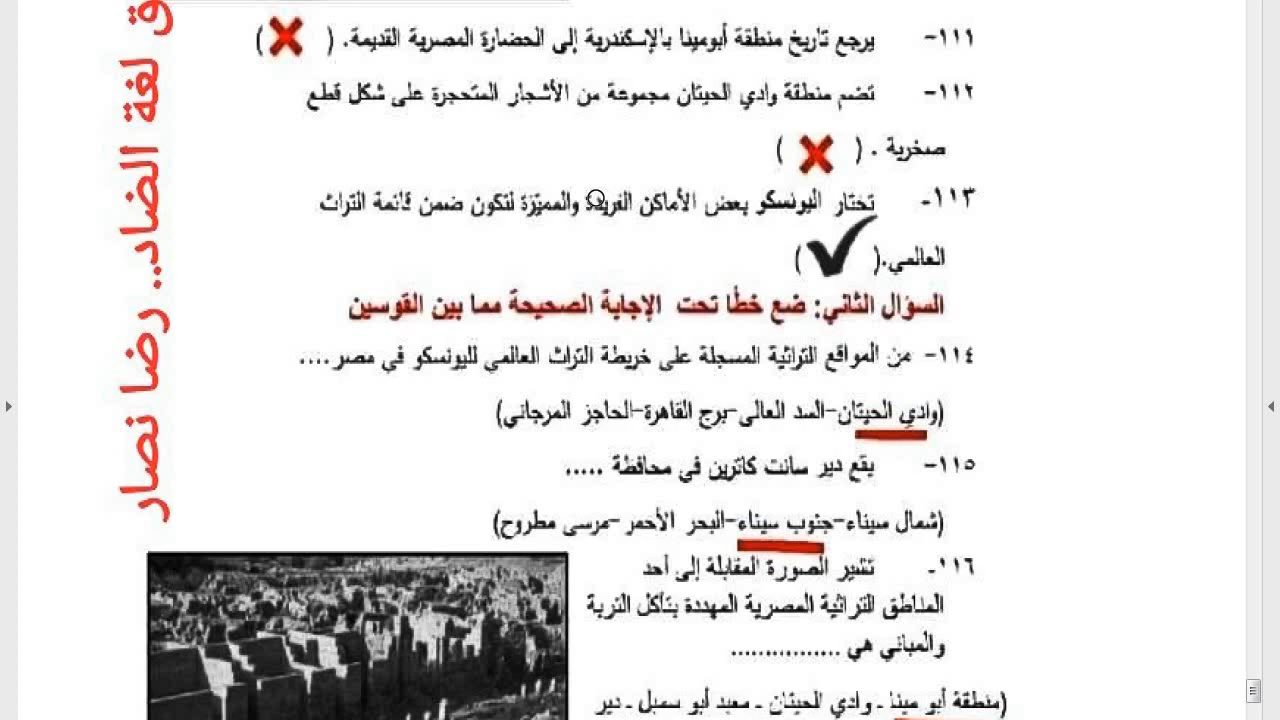 ١١١- يرجع تاريخ منطقة أبومينا بالإسكندرية إلى الحضارة المصرية القديمة. ( )
١١٢- تضم منطقة وادي الحيتان مجموعة من الأشجار المتحجرة على شكل قطع
صخرية . ( )
١١٣- تختار اليونسكو بعض الأماكن الفريدة والمميّزة لتكون ضمن قائمة التراث
العالمي.( )
السؤال الثاني: ضع خطًا تحت الإجابة الصحيحة مما بين القوسين
١١٤- من المواقع التراثية المسجلة على خريطة التراث العالمي لليونسكو في مصر....
(وادي الحيتان-السد العالى-برج القاهرة-الحاجز المرجاني)
١١٥- يقع دير سانت كاترين في محافظة .....
(شمال سيناء-جنوب سيناء-البحر الأحمر-مرسى مطروح)
١١٦- تشير الصورة المقابلة إلى أحد
المناطق التراثية المصرية المهددة بتآكل التربة
والمباني هي ................
(منطقة أبو مينا - وادي الحيتان - معبد أبو سمبل - دير
ق لغة الضاد.. رضا نصار